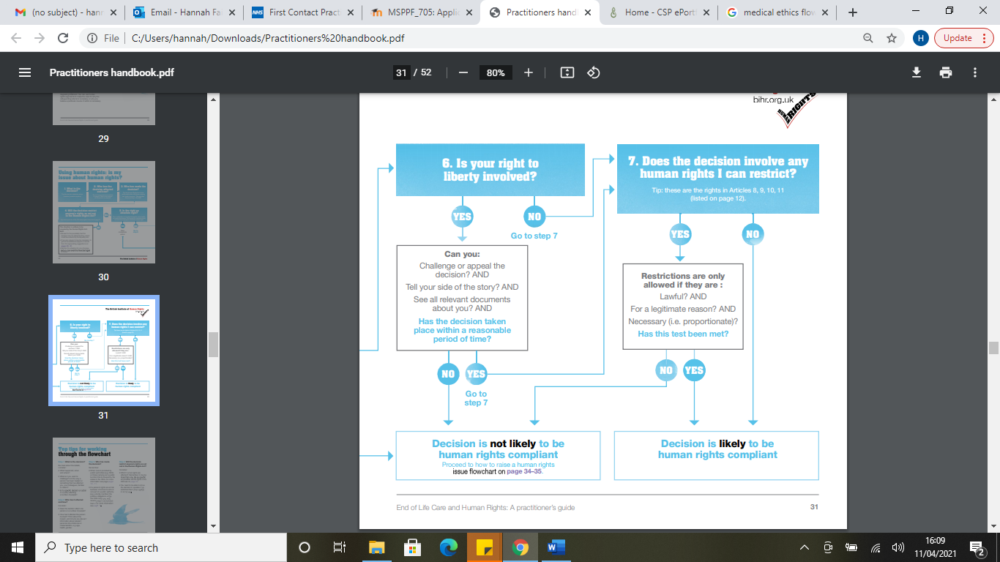 (no subject) - hann
Email - Hannah Fa
First Contact Pract
MSPPF_705: Applic
Practitioners hand
Home - CSP ePort
medical ethics flow
File
C:/Users/hannah/Downloads/Practitioners%20handbook.pdf
H
Update
Practitioners handbook.pdf
31 / 52
80%
29
Using human rights: is my
issue about human rights?
30
31
Top tips for working
through the flowchart
bihr.org.uk
HUMAN RIGHTS
6. Is your right to
liberty involved?
YES
NO
Go to step 7
Can you:
Challenge or appeal the
decision? AND
Tell your side of the story? AND
See all relevant documents
about you? AND
Has the decision taken
place within a reasonable
period of time?
NO
YES
Go to
step 7
7. Does the decision involve any
human rights I can restrict?
Tip: these are the rights in Articles 8, 9, 10, 11
(listed on page 12).
YES
NO
Restrictions are only
allowed if they are :
Lawful? AND
For a legitimate reason? AND
Necessary (i.e. proportionate)?
Has this test been met?
NO
YES
Decision is not likely to be
human rights compliant
Proceed to how to raise a human rights
issue flowchart on page 34–35.
Decision is likely to be
human rights compliant
End of Life Care and Human Rights: A practitioner's guide
31
Type here to search
16:09
11/04/2021
2